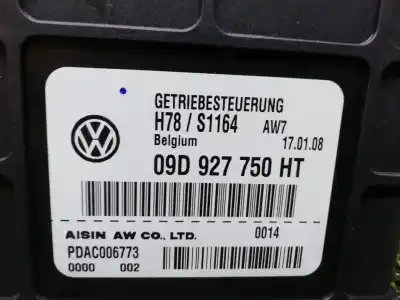 GETRIEBESTEUERUNG
H78 / S1164 AW7
Belgium 17.01.08
09D 927 750 HT
AISIN AW CO., LTD. 0014
PDAC006773
0000 002